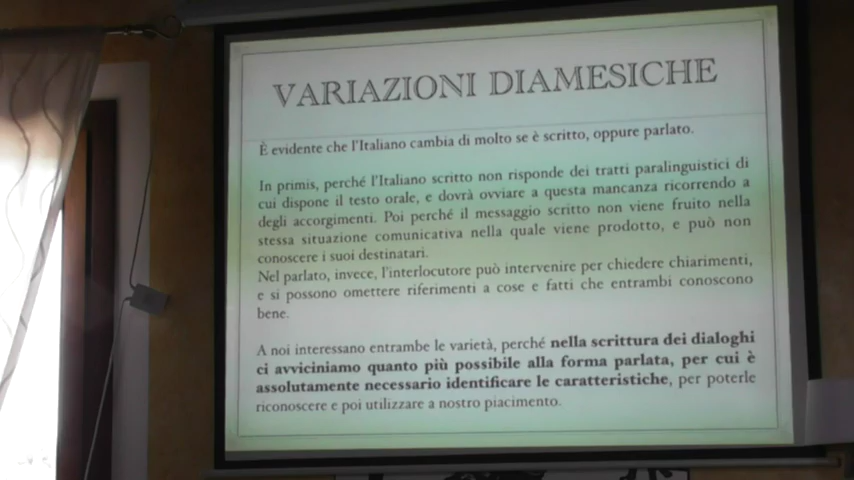 VARIAZIONI DIAMESICHE
È evidente che l'Italiano cambia di molto se è scritto, oppure parlato.
In primis, perché l'Italiano scritto non risponde dei tratti paralinguistici di
cui dispone il testo orale, e dovrà ovviare a questa mancanza ricorrendo a
degli accorgimenti. Poi perché il messaggio scritto non viene fruito nella
stessa situazione comunicativa nella quale viene prodotto, e può non
conoscere i suoi destinatari.
Nel parlato, invece, l'interlocutore può intervenire per chiedere chiarimenti,
e si possono omettere riferimenti a cose e fatti che entrambi conoscono
bene.
A noi interessano entrambe le varietà, perché nella scrittura dei dialoghi
ci avviciniamo quanto più possibile alla forma parlata, per cui è
assolutamente necessario identificare le caratteristiche, per poterle
riconoscere e poi utilizzare a nostro piacimento.